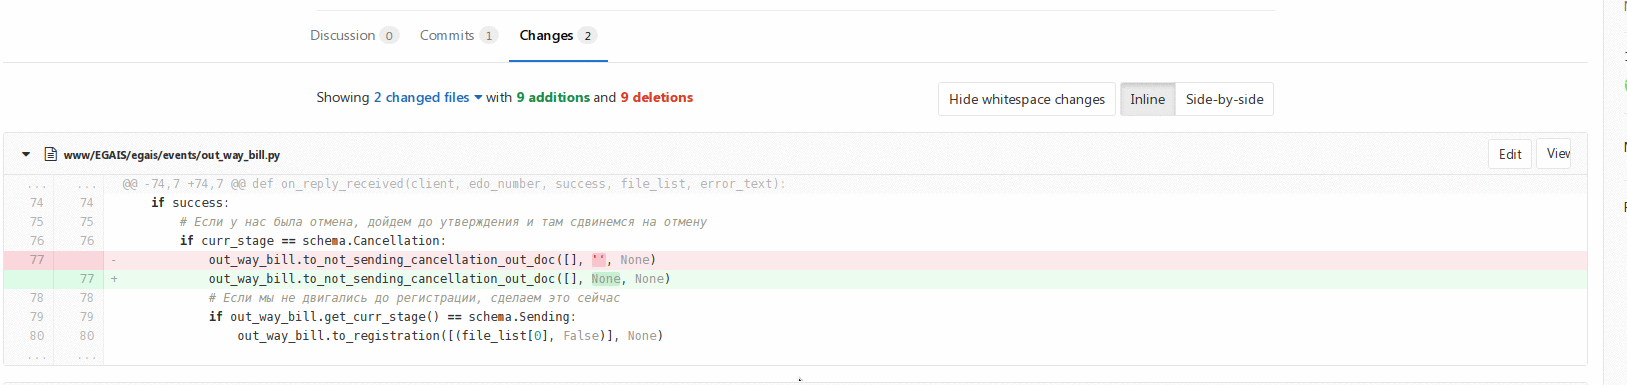 Discussion 0 Commits 1 Changes 2
Showing 2 changed files with 9 additions and 9 deletions
Hide whitespace changes Inline Side-by-side
www/EGAIS/egais/events/out_way_bill.py
Edit View
... ... @@ -74,7 +74,7 @@ def on_reply_received(client, edo_number, success, file_list, error_text):
74 74 if success:
75 75 # Если у нас была отмена, дойдем до утверждения и там сдвинемся на отмену
76 76 if curr_stage == schema.Cancellation:
77 - out_way_bill.to_not_sending_cancellation_out_doc([], '', None)
77 + out_way_bill.to_not_sending_cancellation_out_doc([], None, None)
78 78 # Если мы не двигались до регистрации, сделаем это сейчас
79 79 if out_way_bill.get_curr_stage() == schema.Sending:
80 80 out_way_bill.to_registration([(file_list[0], False)], None)
... ...